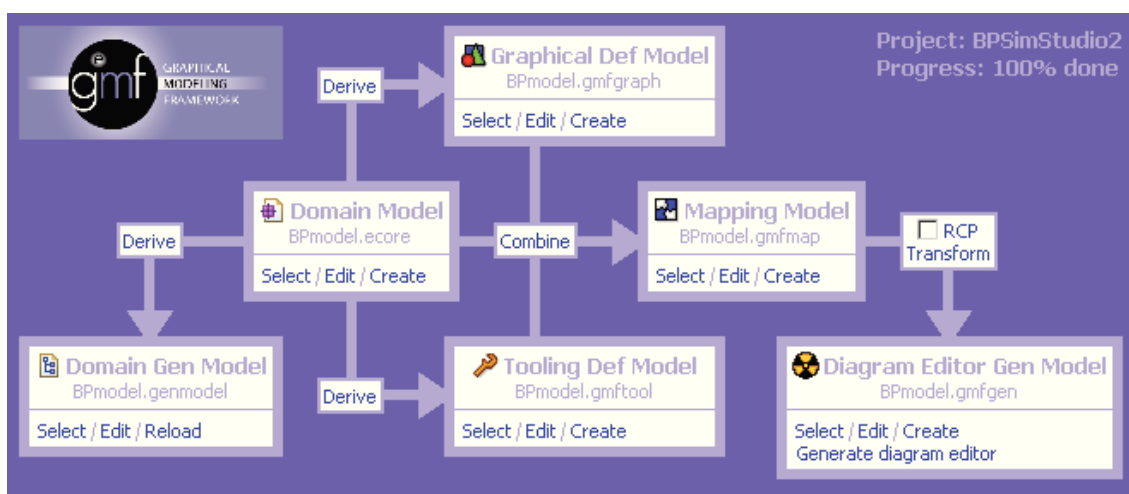 gmf
GRAPHICAL
MODELING
FRAMEWORK
Project: BPSimStudio2
Progress: 100% done
Graphical Def Model
BPmodel.gmfgraph
Select / Edit / Create
Derive
Domain Model
BPmodel.ecore
Select / Edit / Create
Derive
Combine
Mapping Model
BPmodel.gmfmap
Select / Edit / Create
RCP
Transform
Domain Gen Model
BPmodel.genmodel
Select / Edit / Reload
Derive
Tooling Def Model
BPmodel.gmftool
Select / Edit / Create
Diagram Editor Gen Model
BPmodel.gmfgen
Select / Edit / Create
Generate diagram editor